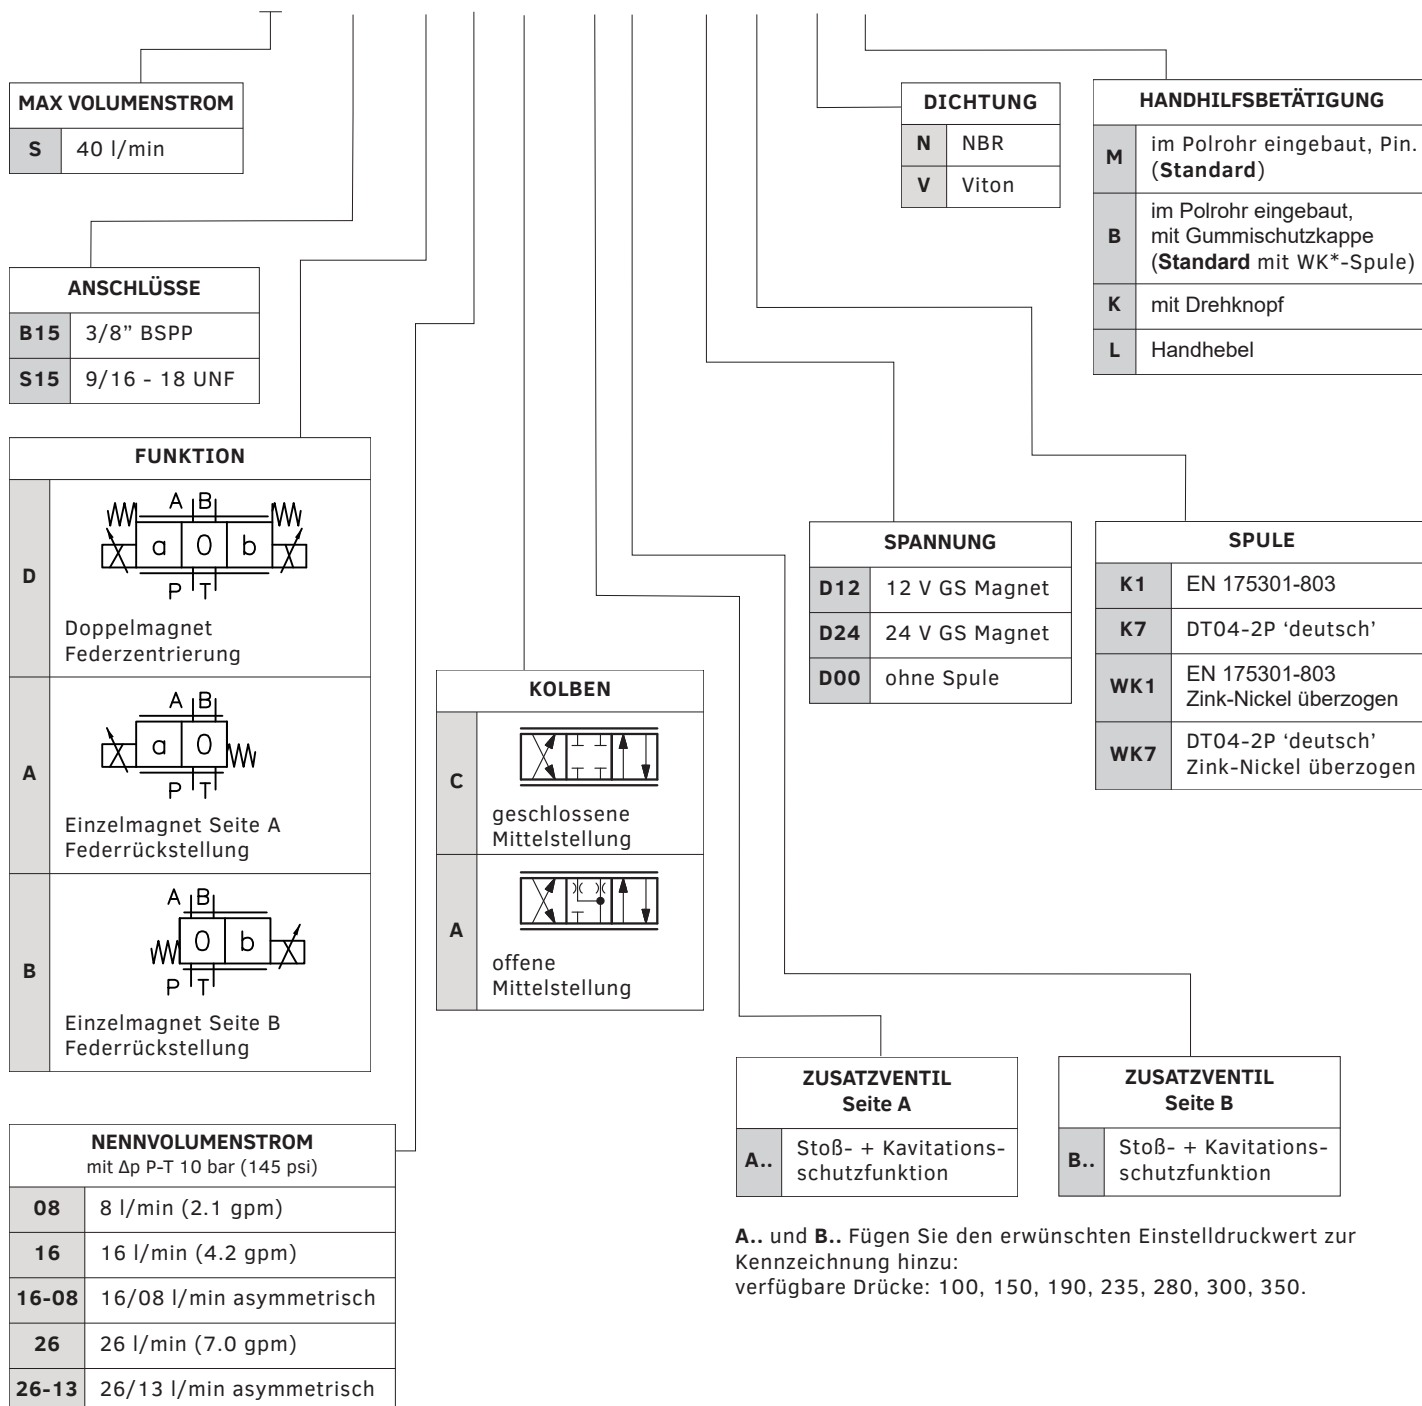 MAX VOLUMENSTROM
S 40 l/min
ANSCHLÜSSE
B15 3/8” BSPP
S15 9/16 - 18 UNF
FUNKTION
A B
a 0 b
P T
D
Doppelmagnet
Federzentrierung
A B
a 0
P T
A
Einzelmagnet Seite A
Federrückstellung
A B
0 b
P T
B
Einzelmagnet Seite B
Federrückstellung
NENNVOLUMENSTROM
mit Δp P-T 10 bar (145 psi)
08 8 l/min (2.1 gpm)
16 16 l/min (4.2 gpm)
16-08 16/08 l/min asymmetrisch
26 26 l/min (7.0 gpm)
26-13 26/13 l/min asymmetrisch
KOLBEN
C
geschlossene
Mittelstellung
A
offene
Mittelstellung
DICHTUNG
N NBR
V Viton
HANDHILFSBETÄTIGUNG
M
im Polrohr eingebaut, Pin.
(Standard)
B
im Polrohr eingebaut,
mit Gummischutzkappe
(Standard mit WK*-Spule)
K mit Drehknopf
L Handhebel
SPANNUNG
D12 12 V GS Magnet
D24 24 V GS Magnet
D00 ohne Spule
SPULE
K1 EN 175301-803
K7 DT04-2P ‘deutsch’
WK1
EN 175301-803
Zink-Nickel überzogen
WK7
DT04-2P ‘deutsch’
Zink-Nickel überzogen
ZUSATZVENTIL
Seite A
A..
Stoß- + Kavitations-
schutzfunktion
ZUSATZVENTIL
Seite B
B..
Stoß- + Kavitations-
schutzfunktion
A.. und B.. Fügen Sie den erwünschten Einstelldruckwert zur
Kennzeichnung hinzu:
verfügbare Drücke: 100, 150, 190, 235, 280, 300, 350.